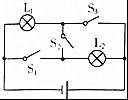 L₁ S₃
S₂ L₂
S₁